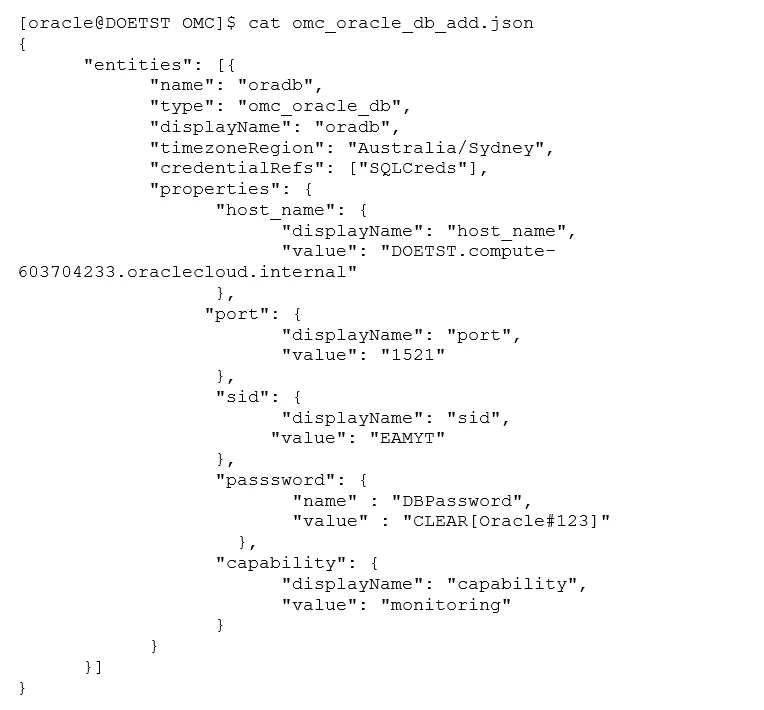 [oracle@DOETST OMC]$ cat omc_oracle_db_add.json
{
      "entities": [{
            "name": "oradb",
            "type": "omc_oracle_db",
            "displayName": "oradb",
            "timezoneRegion": "Australia/Sydney",
            "credentialRefs": ["SQLCreds"],
            "properties": {
                  "host_name": {
                        "displayName": "host_name",
                        "value": "DOETST.compute-
603704233.oraclecloud.internal"
                  },
                 "port": {
                        "displayName": "port",
                        "value": "1521"
                  },
                  "sid": {
                        "displayName": "sid",
                       "value": "EAMYT"
                  },
                  "passsword": {
                         "name" : "DBPassword",
                         "value" : "CLEAR[Oracle#123]"
                    },
                  "capability": {
                        "displayName": "capability",
                        "value": "monitoring"
                  }
            }
      }]
}